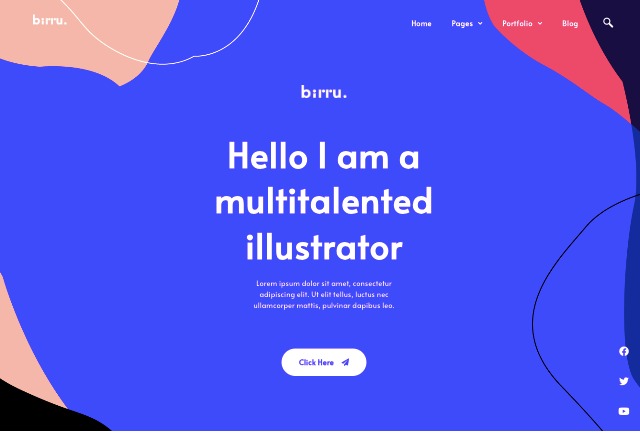 birru.
Home Pages Portfolio Blog
birru.
Hello I am a
multitalented
illustrator
Lorem ipsum dolor sit amet, consectetur
adipiscing elit. Ut elit tellus, luctus nec
ullamcorper mattis, pulvinar dapibus leo.
Click Here